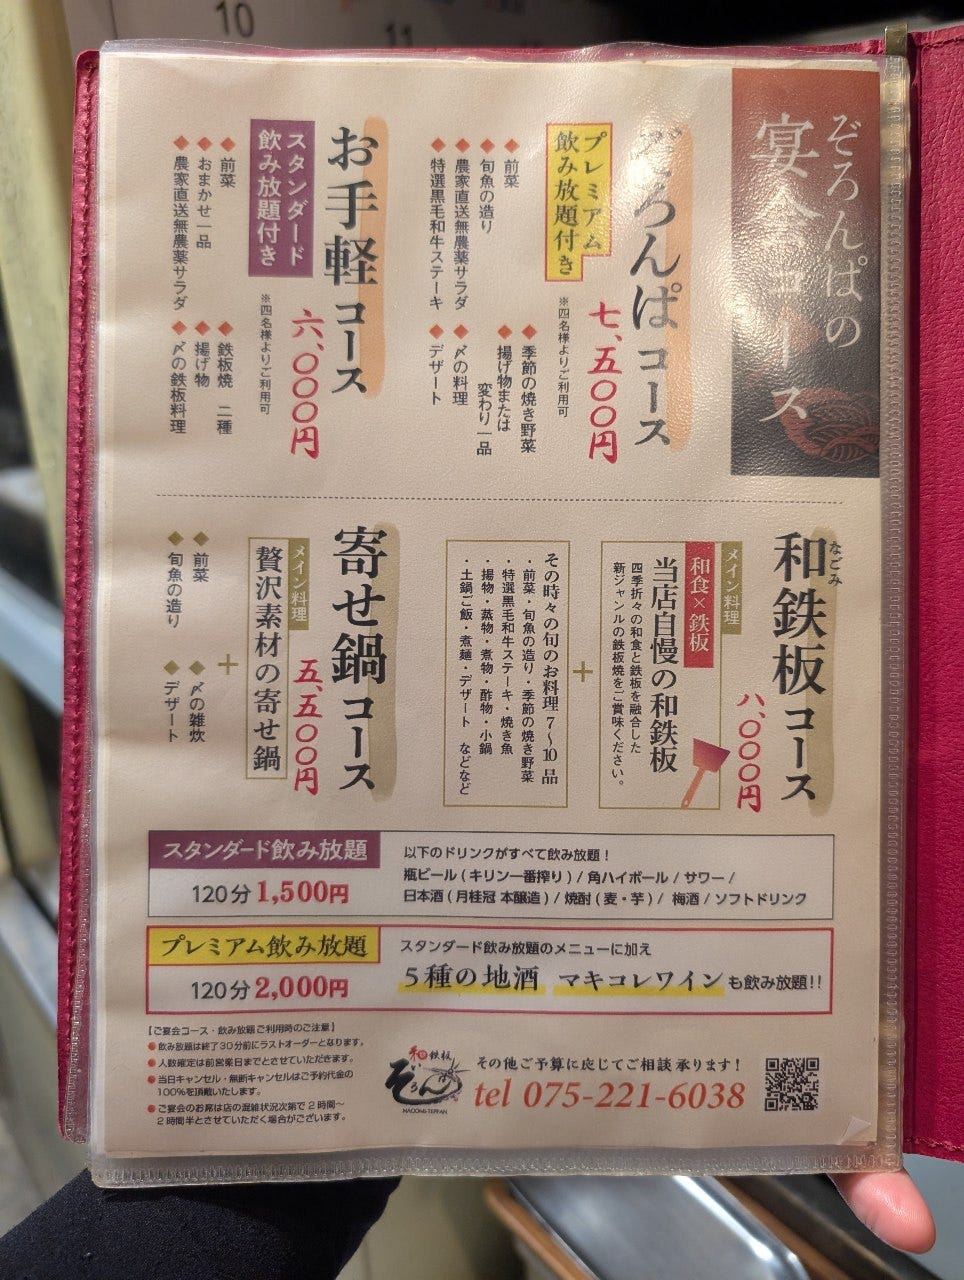 10
11
ぞろんぱの
宴会コース
ぞろんぱコース
七、五〇〇円
プレミアム
飲み放題付き
※四名様よりご利用可
◆前菜
◆旬魚の造り
◆農家直送無農薬サラダ
◆特選黒毛和牛ステーキ
◆季節の焼き野菜
◆揚げ物または
変わり一品
◆〆の料理
◆デザート
お手軽コース
六、〇〇〇円
スタンダード
飲み放題付き
※四名様よりご利用可
◆前菜
◆おまかせ一品
◆農家直送無農薬サラダ
◆鉄板焼 二種
◆揚げ物
◆〆の鉄板料理
なごみ
和鉄板コース
八、〇〇〇円
メイン料理
和食×鉄板
当店自慢の和鉄板
四季折々の和食と鉄板を融合した
新ジャンルの鉄板焼をご賞味ください。
+
その時々の旬のお料理 7〜10品
・前菜・旬魚の造り・季節の焼き野菜
・特選黒毛和牛ステーキ・焼き魚
・揚物・蒸物・煮物・酢物・小鍋
・土鍋ご飯・煮麺・デザート などなど
寄せ鍋コース
五、五〇〇円
メイン料理
贅沢素材の寄せ鍋
+
◆前菜
◆旬魚の造り
◆〆の雑炊
◆デザート
スタンダード飲み放題
120分 1,500円
以下のドリンクがすべて飲み放題！
瓶ビール（キリン一番搾り）/ 角ハイボール / サワー /
日本酒（月桂冠 本醸造）/ 焼酎（麦・芋）/ 梅酒 / ソフトドリンク
プレミアム飲み放題
120分 2,000円
スタンダード飲み放題のメニューに加え
5種の地酒 マキコレワイン も飲み放題!!
【ご宴会コース・飲み放題ご利用時のご注意】
●飲み放題は終了30分前にラストオーダーとなります。
●人数確定は前営業日までとさせていただきます。
●当日キャンセル・無断キャンセルはご予約代金の
100%を頂戴いたします。
●ご宴会のお席は店の混雑状況次第で2時間〜
2時間半とさせていただく場合がございます。
和鉄板
ぞろんぱ
NAGOMI-TEPPAN
その他ご予算に応じてご相談承ります！
tel 075-221-6038